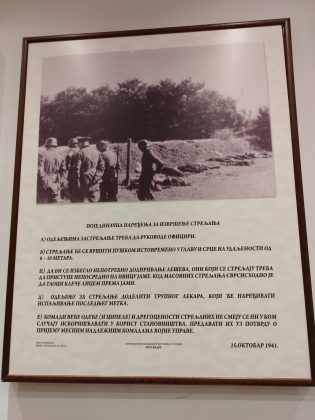 ПОЈЕДИНАЧНА НАРЕЂЕЊА ЗА ИЗВРШЕЊЕ СТРЕЉАЊА
А) ОДЕЉЕЊИМА ЗА СТРЕЉАЊЕ ТРЕБА ДА РУКОВОДЕ ОФИЦИРИ.
Б) СТРЕЉАЊЕ ЋЕ СЕ ВРШИТИ ПУШКОМ ИСТОВРЕМЕНО У ГЛАВУ И СРЦЕ НА УДАЉЕНОСТИ ОД
8 - 10 МЕТАРА.
Ц) ДА БИ СЕ ИЗБЕГЛО НЕПОТРЕБНО ДОДИРИВАЊЕ ЛЕШЕВА, ОНИ КОЈИ СЕ СТРЕЉАЈУ ТРЕБА
ДА ПРИСТУПЕ НЕПОСРЕДНО НА ИВИЦУ ЈАМЕ. КОД МАСОВНИХ СТРЕЉАЊА СВРСИСХОДНО ЈЕ
ДА ТАОЦИ КЛЕЧЕ ЛИЦЕМ ПРЕМА ЈАМИ.
Д) ОДЕЉЕЊУ ЗА СТРЕЉАЊЕ ДОДЕЛИТИ ТРУПНОГ ЛЕКАРА, КОЈИ ЋЕ НАРЕЂИВАТИ
ИСПАЉИВАЊЕ ПОСЛЕДЊЕГ МЕТКА.
Е) КОМАДИ ВЕЋЕ ОДЕЋЕ (И ЦИПЕЛЕ) И ДРАГОЦЕНОСТИ СТРЕЉАНИХ НЕ СМЕЈУ СЕ НИ У КОМ
СЛУЧАЈУ ИСКОРИШЋАВАТИ У КОРИСТ СТАНОВНИШТВА. ПРЕДАВАТИ ИХ УЗ ПОТВРДУ О
ПРИЈЕМУ МЕСНИМ НАДЛЕЖНИМ КОМАНДАМА ВОЈНЕ УПРАВЕ.
15.ОКТОБАР 1941.